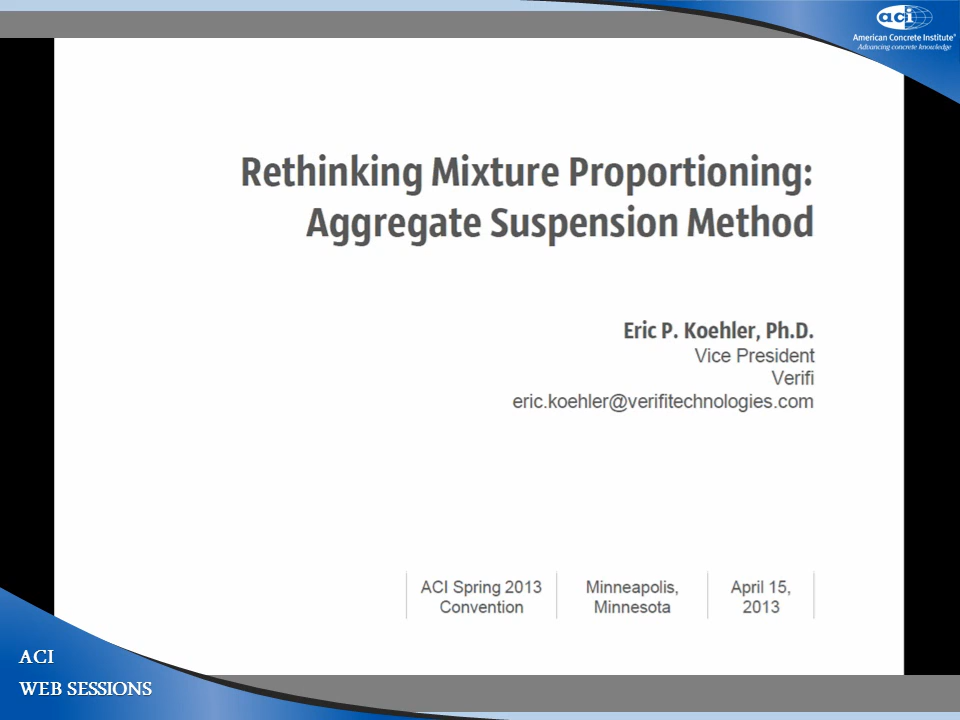 aci
American Concrete Institute®
Advancing concrete knowledge
Rethinking Mixture Proportioning:
Aggregate Suspension Method
Eric P. Koehler, Ph.D.
Vice President
Verifi
eric.koehler@verifitechnologies.com
ACI Spring 2013
Convention
Minneapolis,
Minnesota
April 15,
2013
ACI
WEB SESSIONS